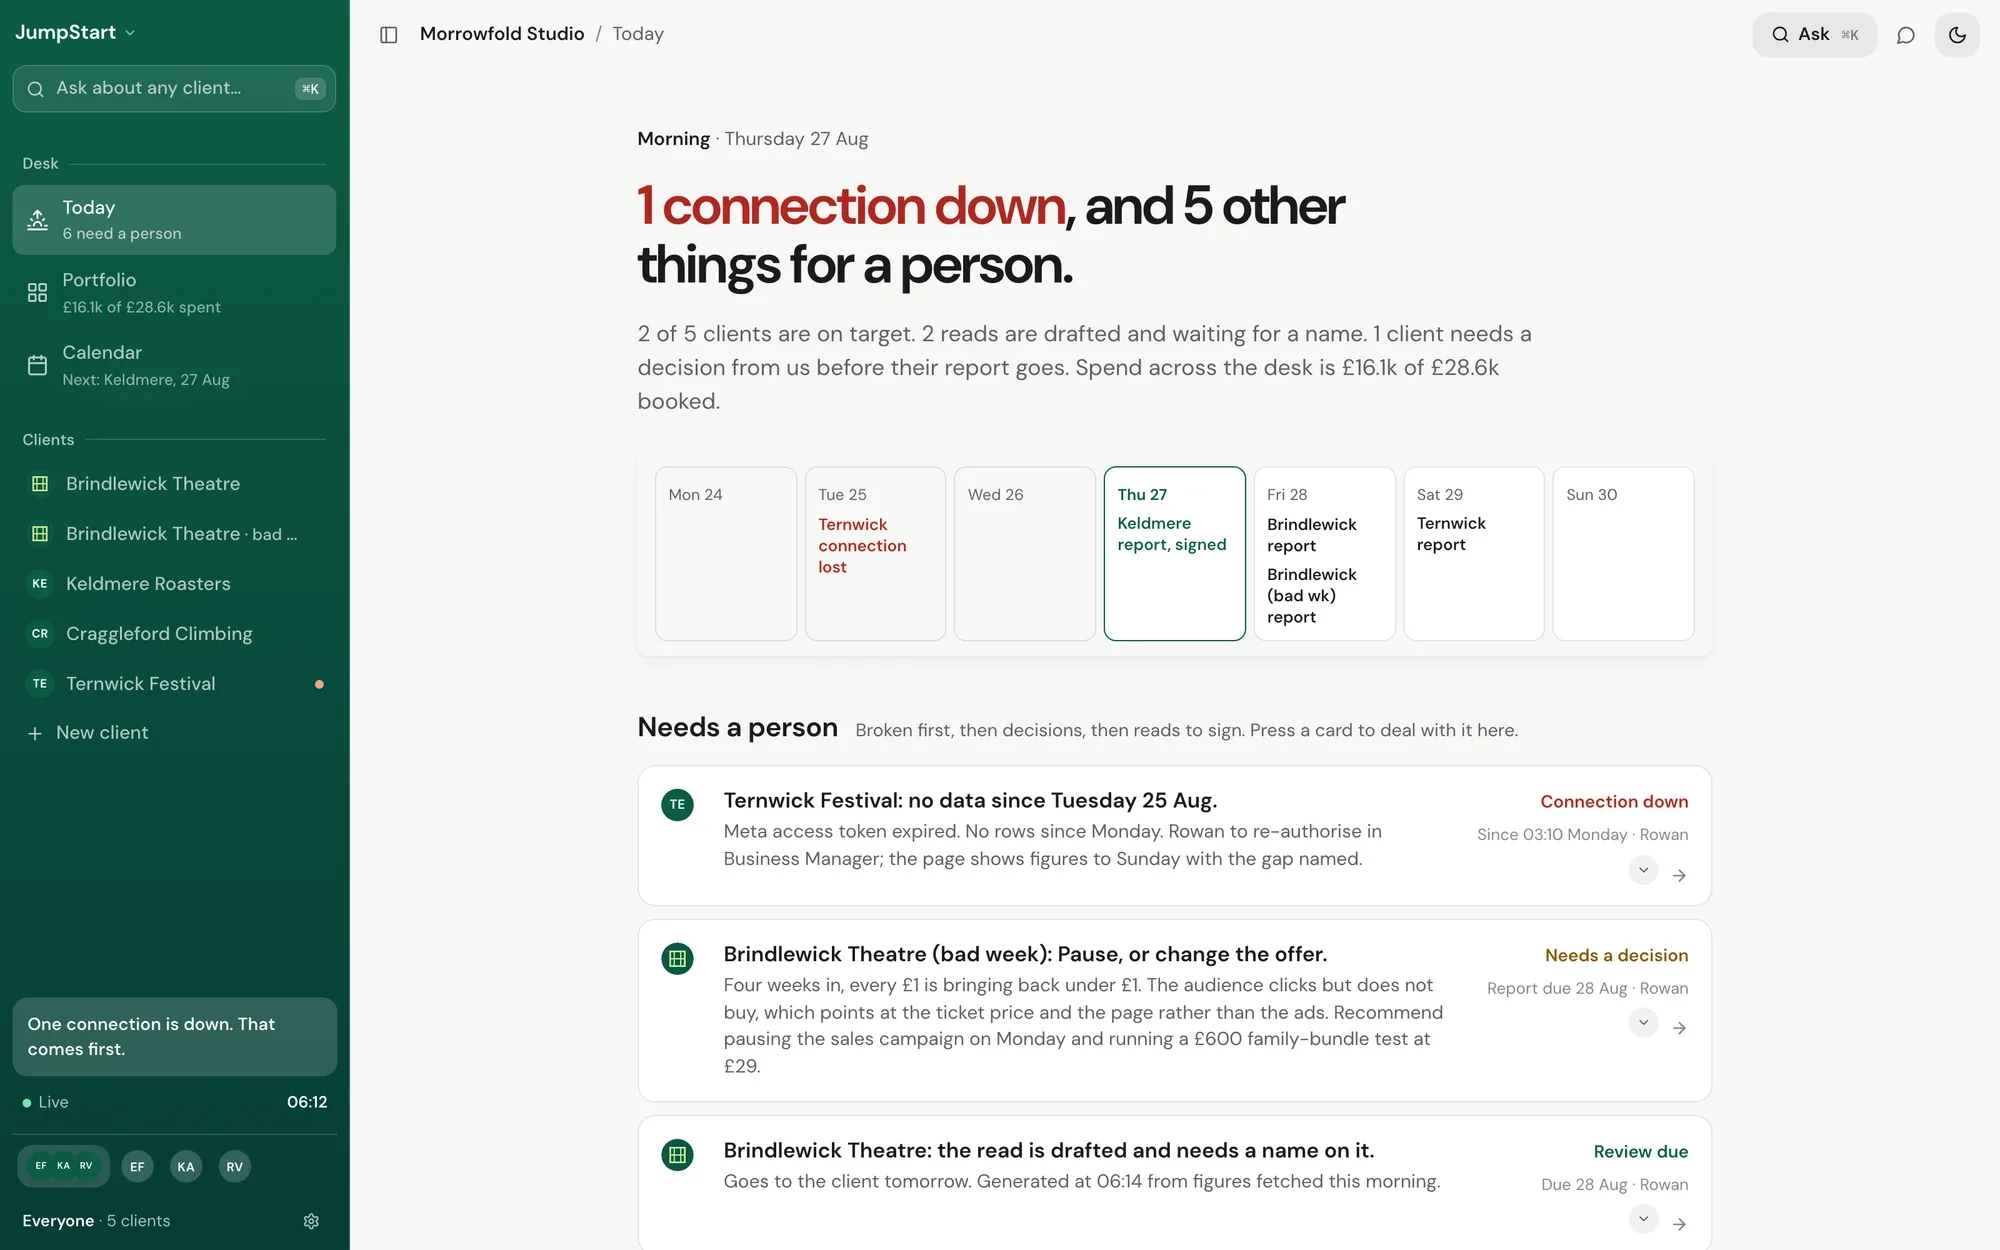 JumpStart
Ask about any client...
⌘K
Desk
Today
6 need a person
Portfolio
£16.1k of £28.6k spent
Calendar
Next: Keldmere, 27 Aug
Clients
Brindlewick Theatre
Brindlewick Theatre · bad ...
KE Keldmere Roasters
CR Craggleford Climbing
TE Ternwick Festival
+ New client
One connection is down. That
comes first.
Live 06:12
EF KA RV EF KA RV
Everyone · 5 clients
Morrowfold Studio / Today
Ask ⌘K
Morning · Thursday 27 Aug
1 connection down, and 5 other
things for a person.
2 of 5 clients are on target. 2 reads are drafted and waiting for a name. 1 client needs a
decision from us before their report goes. Spend across the desk is £16.1k of £28.6k
booked.
Mon 24
Tue 25
Ternwick
connection
lost
Wed 26
Thu 27
Keldmere
report, signed
Fri 28
Brindlewick
report
Brindlewick
(bad wk)
report
Sat 29
Ternwick
report
Sun 30
Needs a person Broken first, then decisions, then reads to sign. Press a card to deal with it here.
TE
Ternwick Festival: no data since Tuesday 25 Aug.
Meta access token expired. No rows since Monday. Rowan to re-authorise in
Business Manager; the page shows figures to Sunday with the gap named.
Connection down
Since 03:10 Monday · Rowan
Brindlewick Theatre (bad week): Pause, or change the offer.
Four weeks in, every £1 is bringing back under £1. The audience clicks but does not
buy, which points at the ticket price and the page rather than the ads. Recommend
pausing the sales campaign on Monday and running a £600 family-bundle test at
£29.
Needs a decision
Report due 28 Aug · Rowan
Brindlewick Theatre: the read is drafted and needs a name on it.
Goes to the client tomorrow. Generated at 06:14 from figures fetched this morning.
Review due
Due 28 Aug · Rowan